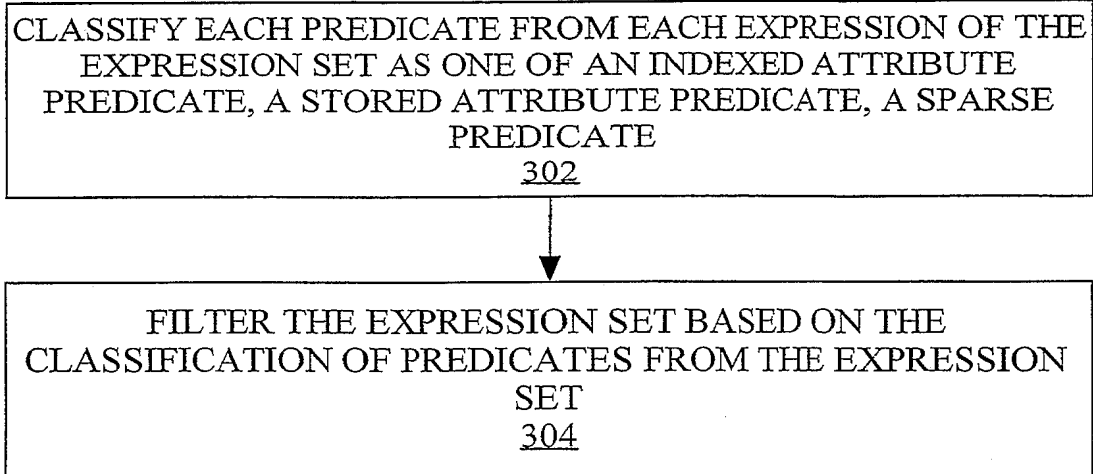 CLASSIFY EACH PREDICATE FROM EACH EXPRESSION OF THE
EXPRESSION SET AS ONE OF AN INDEXED ATTRIBUTE
PREDICATE, A STORED ATTRIBUTE PREDICATE, A SPARSE
PREDICATE
302
FILTER THE EXPRESSION SET BASED ON THE
CLASSIFICATION OF PREDICATES FROM THE EXPRESSION
SET
304